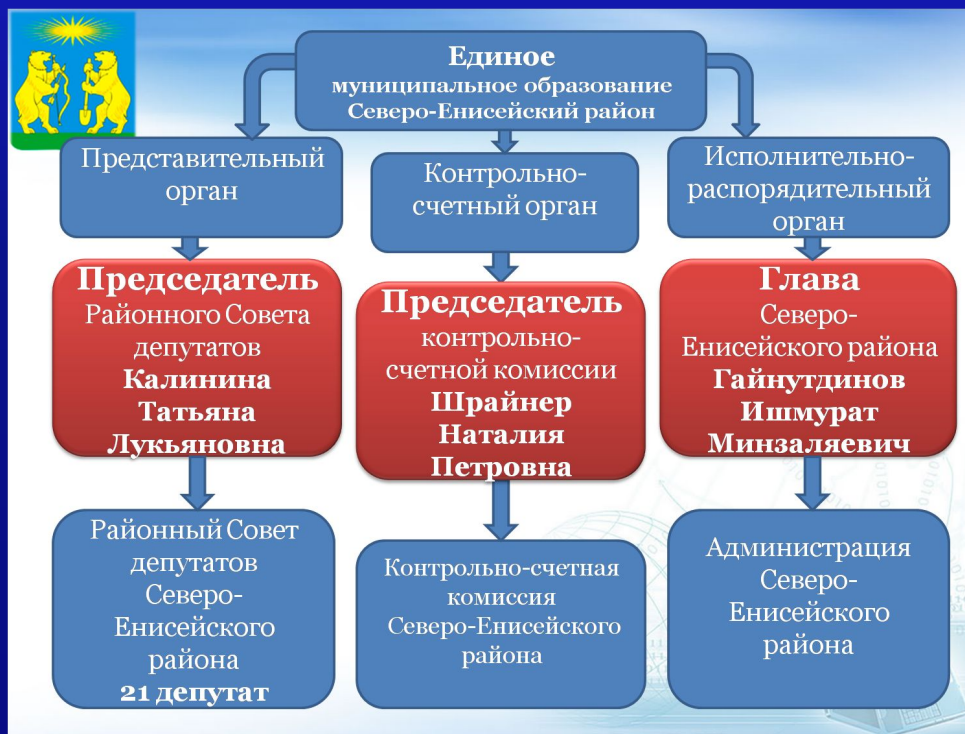 Единое
муниципальное образование
Северо-Енисейский район
Представительный
орган
Контрольно-
счетный орган
Исполнительно-
распорядительный
орган
Председатель
Районного Совета
депутатов
Калинина
Татьяна
Лукьяновна
Председатель
контрольно-
счетной комиссии
Шрайнер
Наталия
Петровна
Глава
Северо-
Енисейского района
Гайнутдинов
Ишмурат
Минзаляевич
Районный Совет
депутатов
Северо-
Енисейского
района
21 депутат
Контрольно-счетная
комиссия
Северо-Енисейского
района
Администрация
Северо-
Енисейского
района